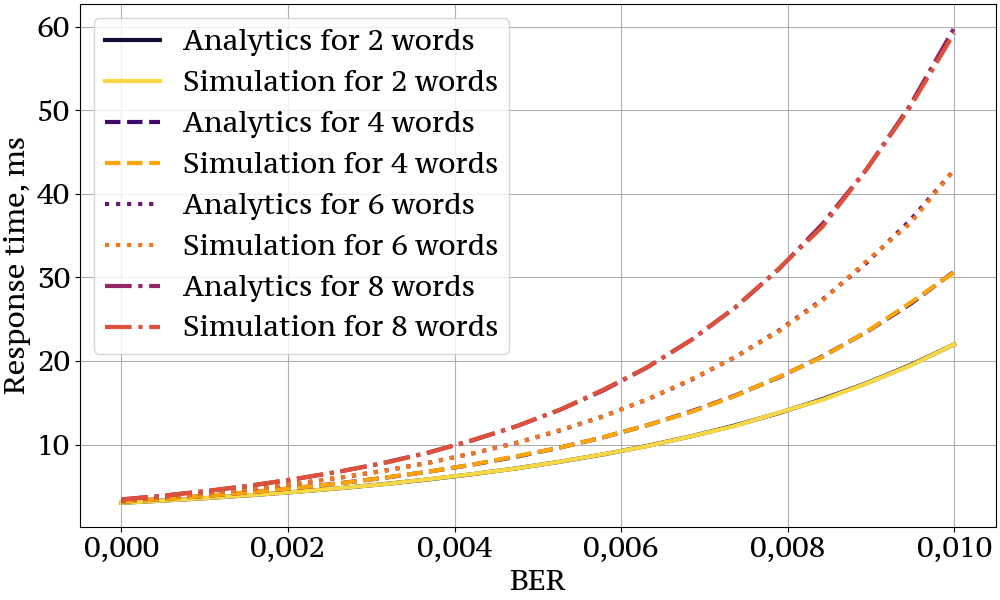 60
50
40
30
20
10
Response time, ms
Analytics for 2 words
Simulation for 2 words
Analytics for 4 words
Simulation for 4 words
Analytics for 6 words
Simulation for 6 words
Analytics for 8 words
Simulation for 8 words
0,000 0,002 0,004 0,006 0,008 0,010
BER